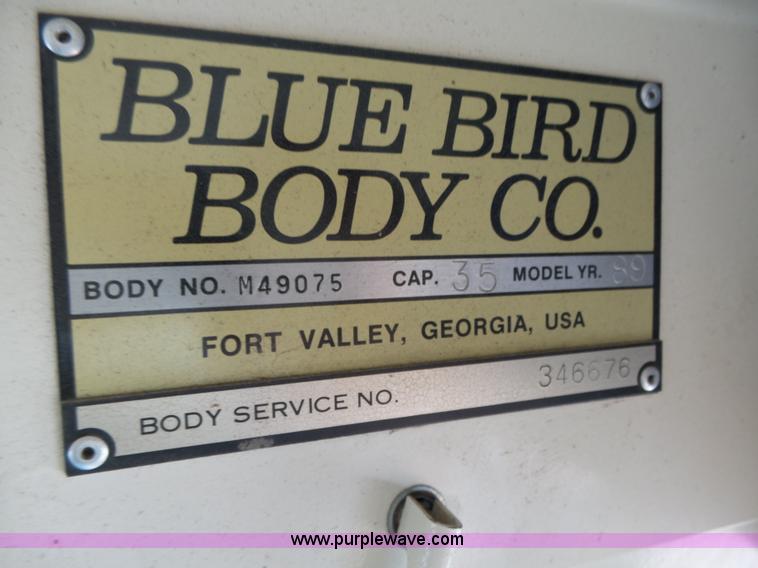 BLUE BIRD
BODY CO.
BODY NO. M49075 CAP. 35 MODEL YR. 89
FORT VALLEY, GEORGIA, USA
BODY SERVICE NO. 346676
www.purplewave.com